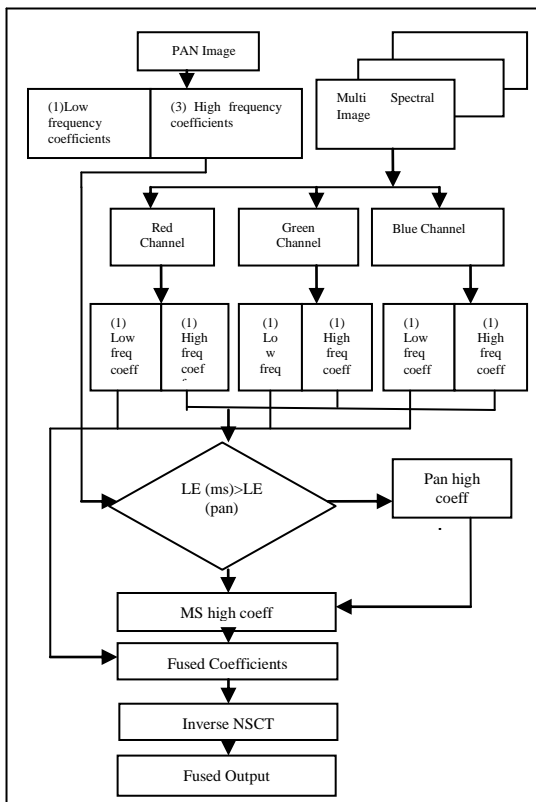 PAN Image
(1)Low
frequency
coefficients
(3) High frequency
coefficients
Multi Spectral
Image
Red
Channel
Green
Channel
Blue Channel
(1)
Low
freq
coeff
(1)
High
freq
coef
(1)
Lo
w
freq
(1)
High
freq
coeff
(1)
Low
freq
coeff
(1)
High
freq
coeff
LE (ms)>LE
(pan)
Pan high
coeff
MS high coeff
Fused Coefficients
Inverse NSCT
Fused Output